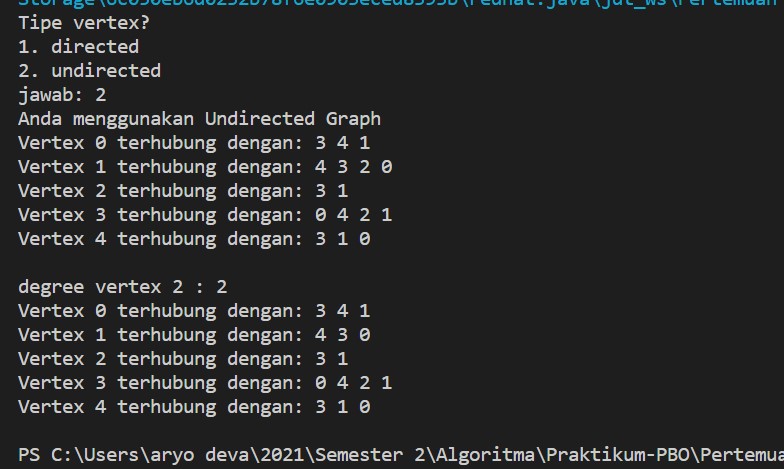 Tipe vertex?
1. directed
2. undirected
jawab: 2
Anda menggunakan Undirected Graph
Vertex 0 terhubung dengan: 3 4 1
Vertex 1 terhubung dengan: 4 3 2 0
Vertex 2 terhubung dengan: 3 1
Vertex 3 terhubung dengan: 0 4 2 1
Vertex 4 terhubung dengan: 3 1 0
degree vertex 2 : 2
Vertex 0 terhubung dengan: 3 4 1
Vertex 1 terhubung dengan: 4 3 0
Vertex 2 terhubung dengan: 3 1
Vertex 3 terhubung dengan: 0 4 2 1
Vertex 4 terhubung dengan: 3 1 0
PS C:\Users\aryo deva\2021\Semester 2\Algoritma\Praktikum-PBO\Pertemua